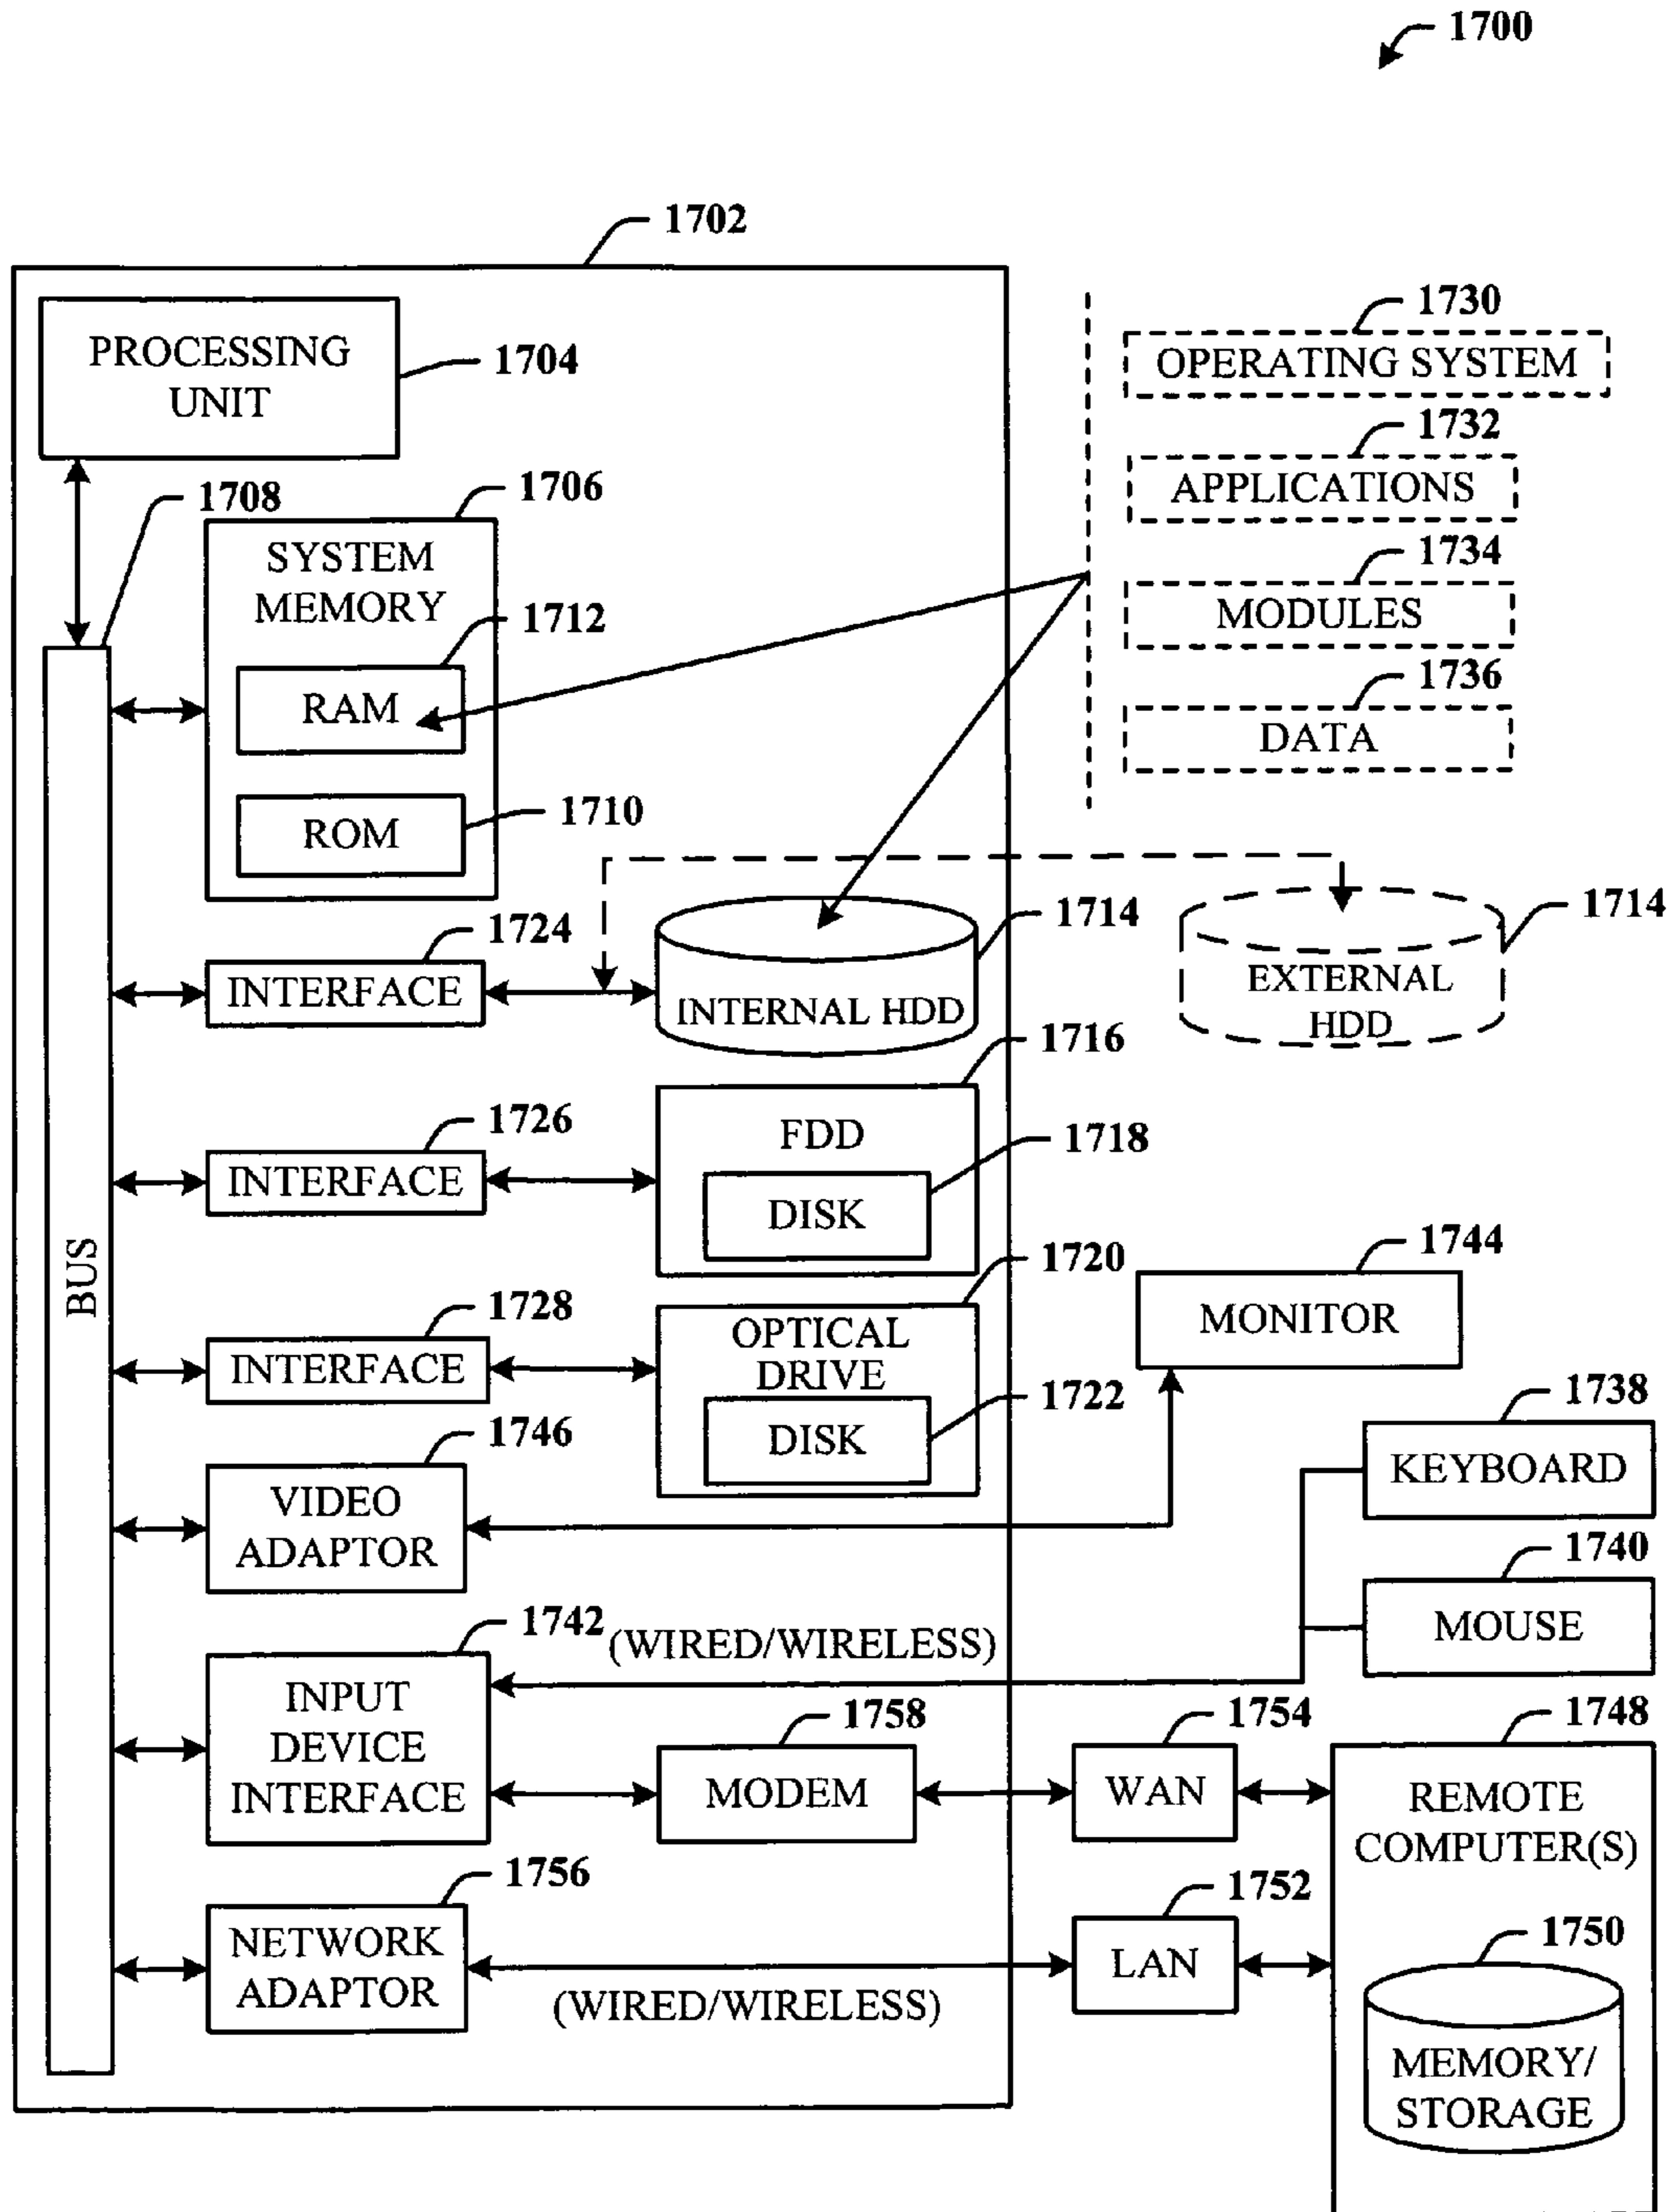 1700
1702
PROCESSING
UNIT
1704
1730
OPERATING SYSTEM
1732
APPLICATIONS
1734
MODULES
1736
DATA
1708
1706
SYSTEM
MEMORY
1712
RAM
1710
ROM
1724
INTERFACE
1714
INTERNAL HDD
1714
EXTERNAL
HDD
1726
INTERFACE
1716
FDD
1718
DISK
BUS
1728
INTERFACE
1720
OPTICAL
DRIVE
1722
DISK
1744
MONITOR
1746
VIDEO
ADAPTOR
1738
KEYBOARD
1740
MOUSE
1742
(WIRED/WIRELESS)
INPUT
DEVICE
INTERFACE
1758
MODEM
1754
WAN
1748
REMOTE
COMPUTER(S)
1756
NETWORK
ADAPTOR
(WIRED/WIRELESS)
1752
LAN
1750
MEMORY/
STORAGE